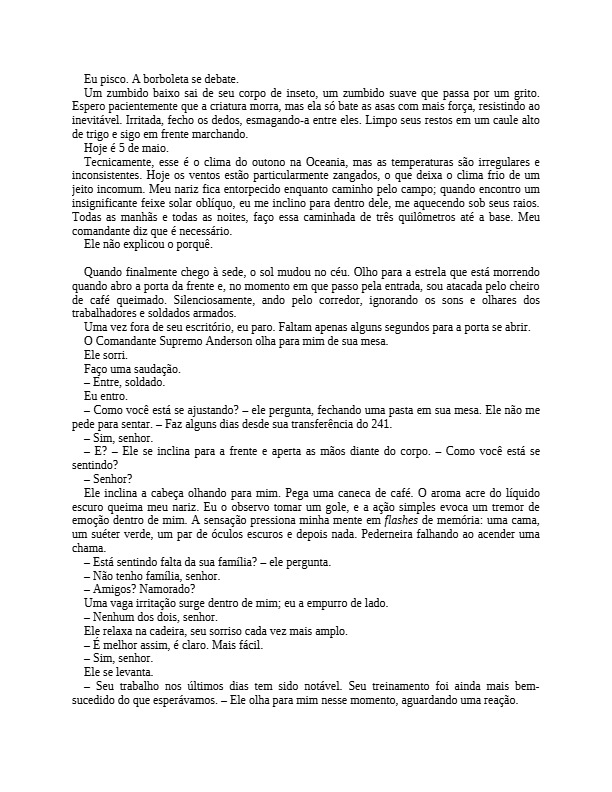 Eu pisco. A borboleta se debate.
Um zumbido baixo sai de seu corpo de inseto, um zumbido suave que passa por um grito.
Espero pacientemente que a criatura morra, mas ela só bate as asas com mais força, resistindo ao
inevitável. Irritada, fecho os dedos, esmagando-a entre eles. Limpo seus restos em um caule alto
de trigo e sigo em frente marchando.
Hoje é 5 de maio.
Tecnicamente, esse é o clima do outono na Oceania, mas as temperaturas são irregulares e
inconsistentes. Hoje os ventos estão particularmente zangados, o que deixa o clima frio de um
jeito incomum. Meu nariz fica entorpecido enquanto caminho pelo campo; quando encontro um
insignificante feixe solar oblíquo, eu me inclino para dentro dele, me aquecendo sob seus raios.
Todas as manhãs e todas as noites, faço essa caminhada de três quilômetros até a base. Meu
comandante diz que é necessário.
Ele não explicou o porquê.
Quando finalmente chego à sede, o sol mudou no céu. Olho para a estrela que está morrendo
quando abro a porta da frente e, no momento em que passo pela entrada, sou atacada pelo cheiro
de café queimado. Silenciosamente, ando pelo corredor, ignorando os sons e olhares dos
trabalhadores e soldados armados.
Uma vez fora de seu escritório, eu paro. Faltam apenas alguns segundos para a porta se abrir.
O Comandante Supremo Anderson olha para mim de sua mesa.
Ele sorri.
Faço uma saudação.
– Entre, soldado.
Eu entro.
– Como você está se ajustando? – ele pergunta, fechando uma pasta em sua mesa. Ele não me
pede para sentar. – Faz alguns dias desde sua transferência do 241.
– Sim, senhor.
– E? – Ele se inclina para a frente e aperta as mãos diante do corpo. – Como você está se
sentindo?
– Senhor?
Ele inclina a cabeça olhando para mim. Pega uma caneca de café. O aroma acre do líquido
escuro queima meu nariz. Eu o observo tomar um gole, e a ação simples evoca um tremor de
emoção dentro de mim. A sensação pressiona minha mente em flashes de memória: uma cama,
um suéter verde, um par de óculos escuros e depois nada. Pederneira falhando ao acender uma
chama.
– Está sentindo falta da sua família? – ele pergunta.
– Não tenho família, senhor.
– Amigos? Namorado?
Uma vaga irritação surge dentro de mim; eu a empurro de lado.
– Nenhum dos dois, senhor.
Ele relaxa na cadeira, seu sorriso cada vez mais amplo.
– É melhor assim, é claro. Mais fácil.
– Sim, senhor.
Ele se levanta.
– Seu trabalho nos últimos dias tem sido notável. Seu treinamento foi ainda mais bem-
sucedido do que esperávamos. – Ele olha para mim nesse momento, aguardando uma reação.